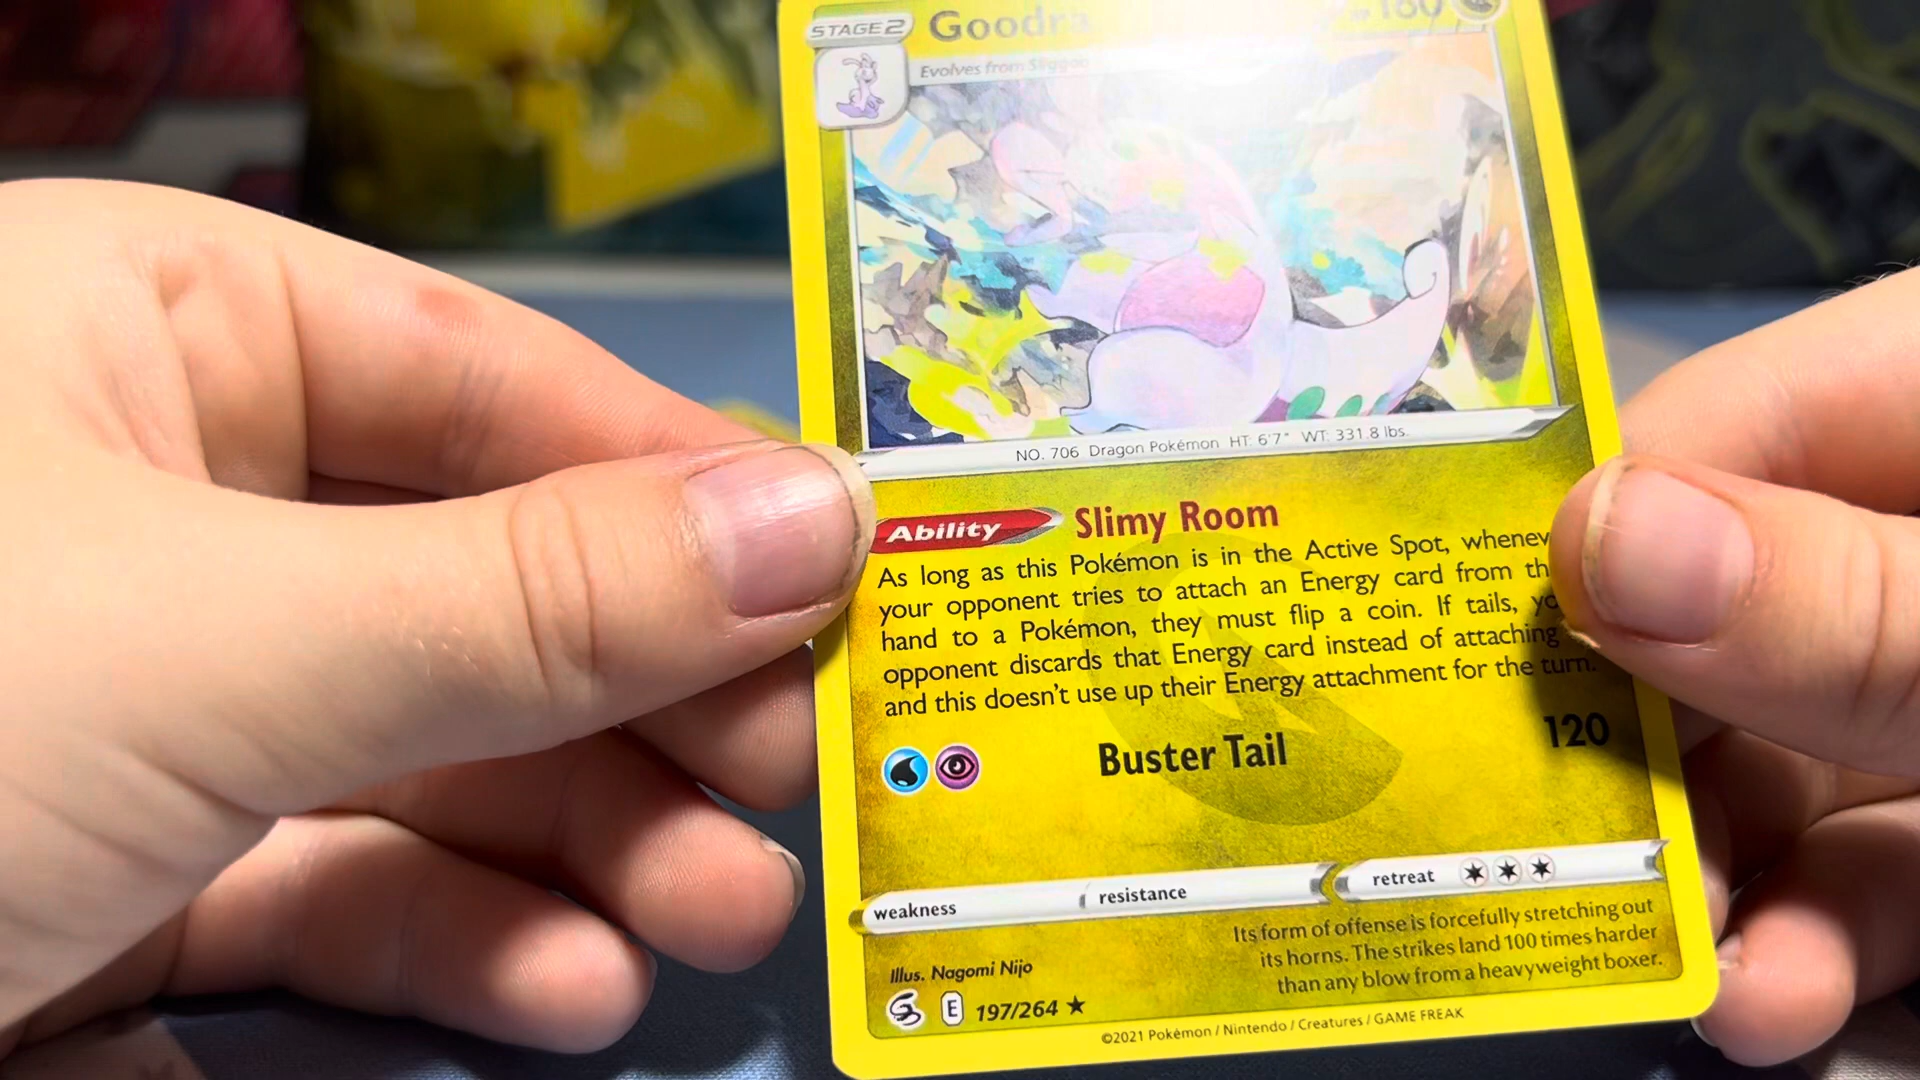 STAGE 2 Goodra 160
Evolves from Sliggoo
NO. 706 Dragon Pokémon HT: 6'7" WT: 331.8 lbs.
Ability Slimy Room
As long as this Pokémon is in the Active Spot, whenev
your opponent tries to attach an Energy card from th
hand to a Pokémon, they must flip a coin. If tails, yo
opponent discards that Energy card instead of attaching
and this doesn't use up their Energy attachment for the turn.
Buster Tail 120
weakness resistance retreat
Its form of offense is forcefully stretching out
its horns. The strikes land 100 times harder
than any blow from a heavyweight boxer.
Illus. Nagomi Nijo
E 197/264 ★
©2021 Pokémon / Nintendo / Creatures / GAME FREAK